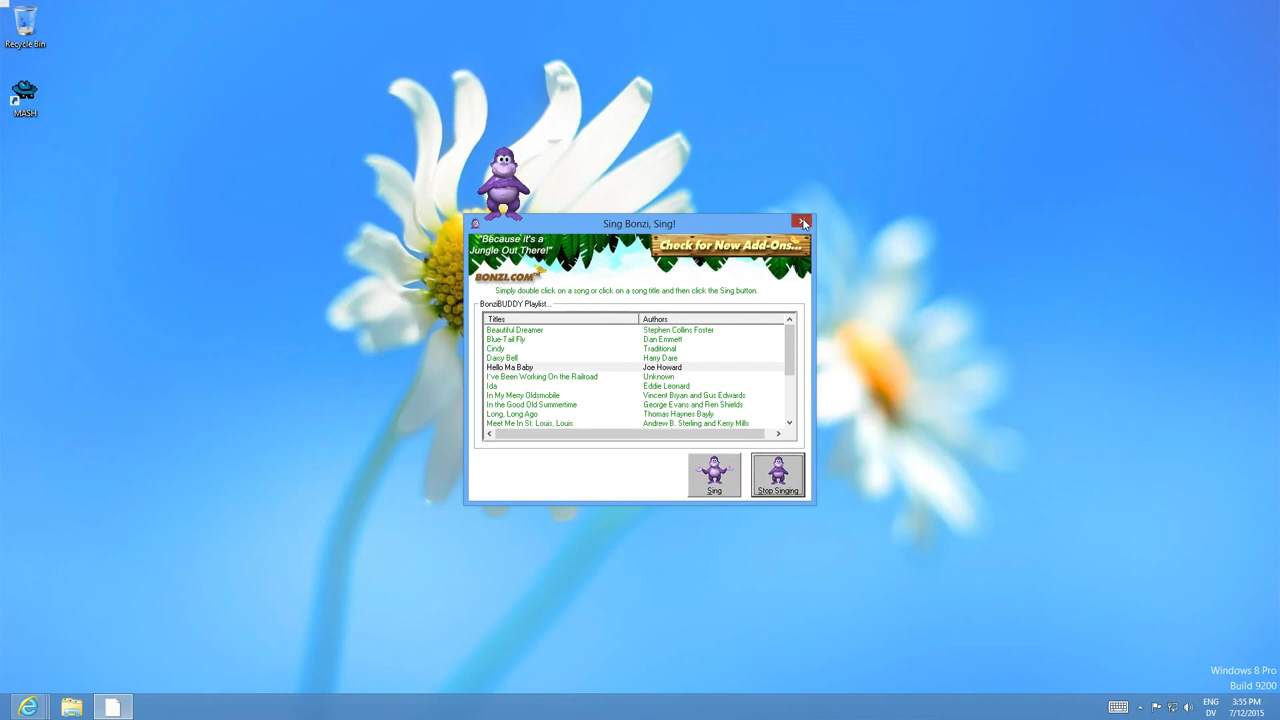 Recycle Bin
MASH
Sing Bonzi, Sing!
"Because it's a
Jungle Out There!"
Check for New Add-Ons...
BONZI.COM
Simply double click on a song or click on a song title and then click the Sing button.
BonziBUDDY Playlist...
Titles Authors
Beautiful Dreamer Stephen Collins Foster
Blue-Tail Fly Dan Emmett
Cindy Traditional
Daisy Bell Harry Dare
Hello Ma Baby Joe Howard
I've Been Working On the Railroad Unknown
Ida Eddie Leonard
In My Merry Oldsmobile Vincent Bryan and Gus Edwards
In the Good Old Summertime George Evans and Ren Shields
Long, Long Ago Thomas Haynes Bayly
Meet Me In St. Louis, Louis Andrew B. Sterling and Kerry Mills
Sing Stop Singing
Windows 8 Pro
Build 9200
ENG 3:55 PM
DV 7/12/2015